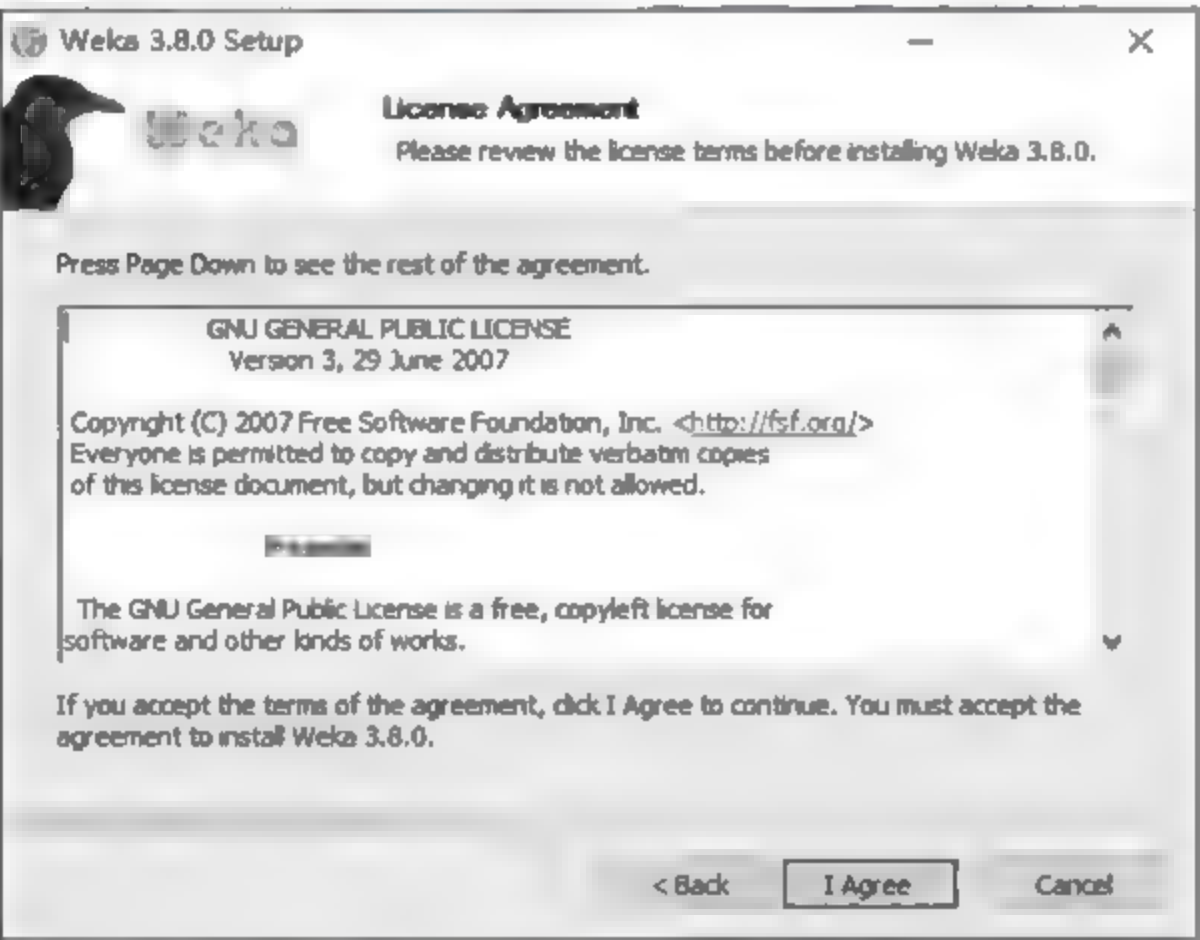 Weka 3.8.0 Setup
Weka
License Agreement
Please review the license terms before installing Weka 3.8.0.
Press Page Down to see the rest of the agreement.
GNU GENERAL PUBLIC LICENSE
Version 3, 29 June 2007
Copyright (C) 2007 Free Software Foundation, Inc. <http://fsf.org/>
Everyone is permitted to copy and distribute verbatim copies
of this license document, but changing it is not allowed.
The GNU General Public License is a free, copyleft license for
software and other kinds of works.
If you accept the terms of the agreement, click I Agree to continue. You must accept the
agreement to install Weka 3.8.0.
< Back
I Agree
Cancel